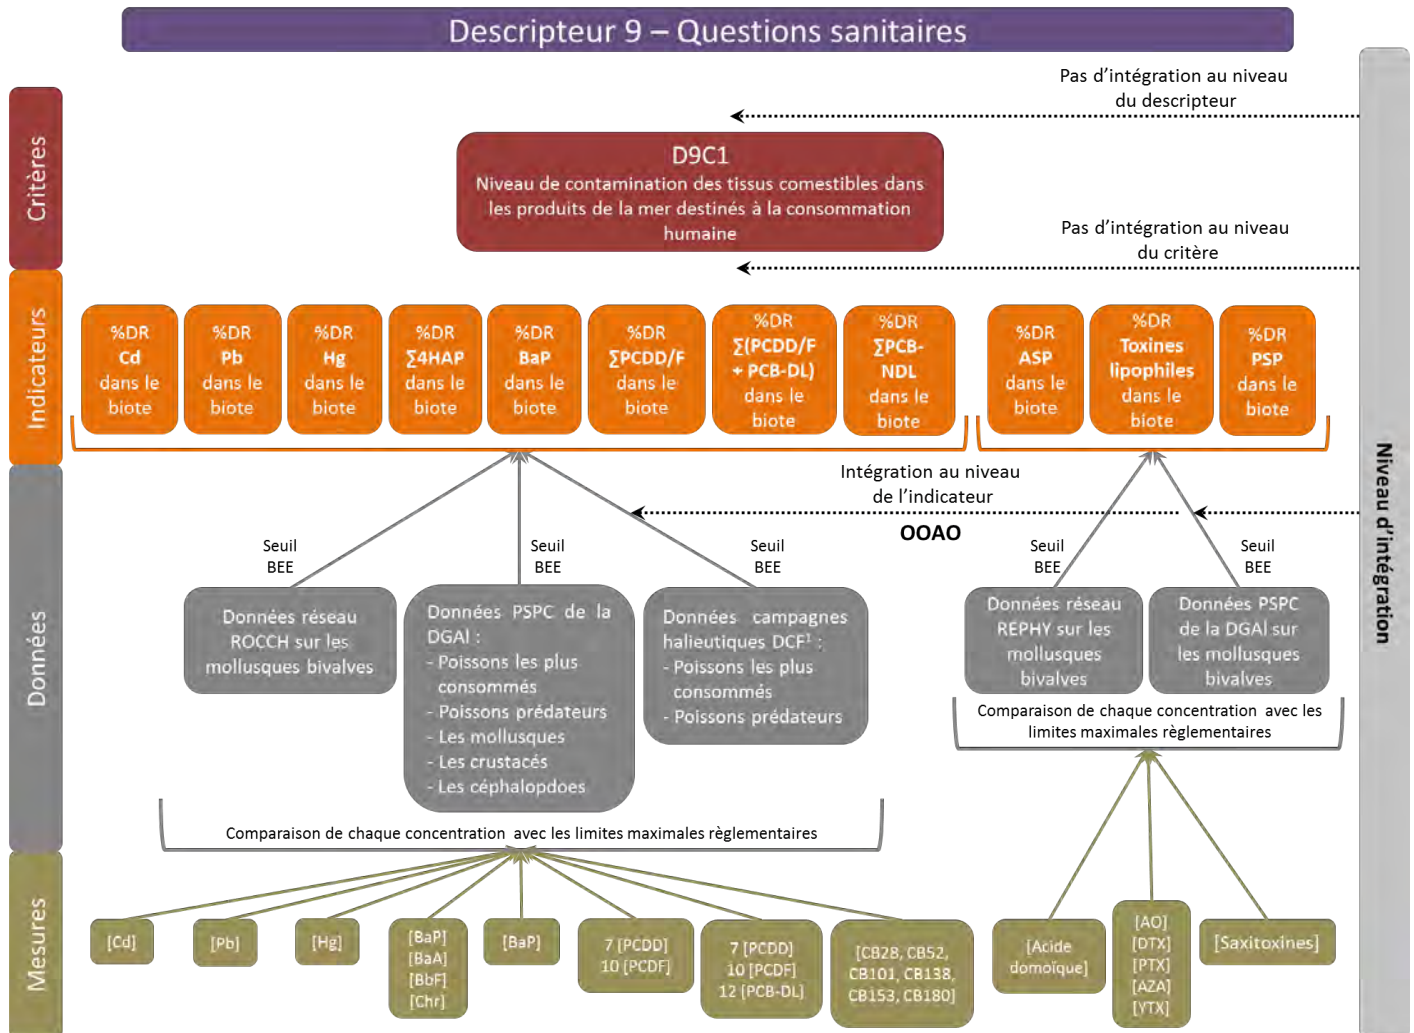 Descripteur 9 – Questions sanitaires
Pas d'intégration au niveau
du descripteur
Critères
D9C1
Niveau de contamination des tissus comestibles dans
les produits de la mer destinés à la consommation
humaine
Pas d'intégration au niveau
du critère
Indicateurs
%DR
Cd
dans le
biote
%DR
Pb
dans le
biote
%DR
Hg
dans le
biote
%DR
∑4HAP
dans le
biote
%DR
BaP
dans le
biote
%DR
∑PCDD/F
dans le
biote
%DR
∑(PCDD/F
+ PCB-DL)
dans le
biote
%DR
∑PCB-
NDL
dans le
biote
%DR
ASP
dans le
biote
%DR
Toxines
lipophiles
dans le
biote
%DR
PSP
dans le
biote
Niveau d'intégration
Intégration au niveau
de l'indicateur
OOAO
Données
Seuil
BEE
Seuil
BEE
Seuil
BEE
Seuil
BEE
Seuil
BEE
Données réseau
ROCCH sur les
mollusques bivalves
Données PSPC de la
DGAl :
- Poissons les plus
consommés
- Poissons prédateurs
- Les mollusques
- Les crustacés
- Les céphalopdoes
Données campagnes
halieutiques DCF¹ :
- Poissons les plus
consommés
- Poissons prédateurs
Données réseau
REPHY sur les
mollusques
bivalves
Données PSPC
de la DGAl sur
les mollusques
bivalves
Comparaison de chaque concentration avec les
limites maximales règlementaires
Comparaison de chaque concentration avec les limites maximales règlementaires
Mesures
[Cd]
[Pb]
[Hg]
[BaP]
[BaA]
[BbF]
[Chr]
[BaP]
7 [PCDD]
10 [PCDF]
7 [PCDD]
10 [PCDF]
12 [PCB-DL]
[CB28, CB52,
CB101, CB138,
CB153, CB180]
[Acide
domoïque]
[AO]
[DTX]
[PTX]
[AZA]
[YTX]
[Saxitoxines]